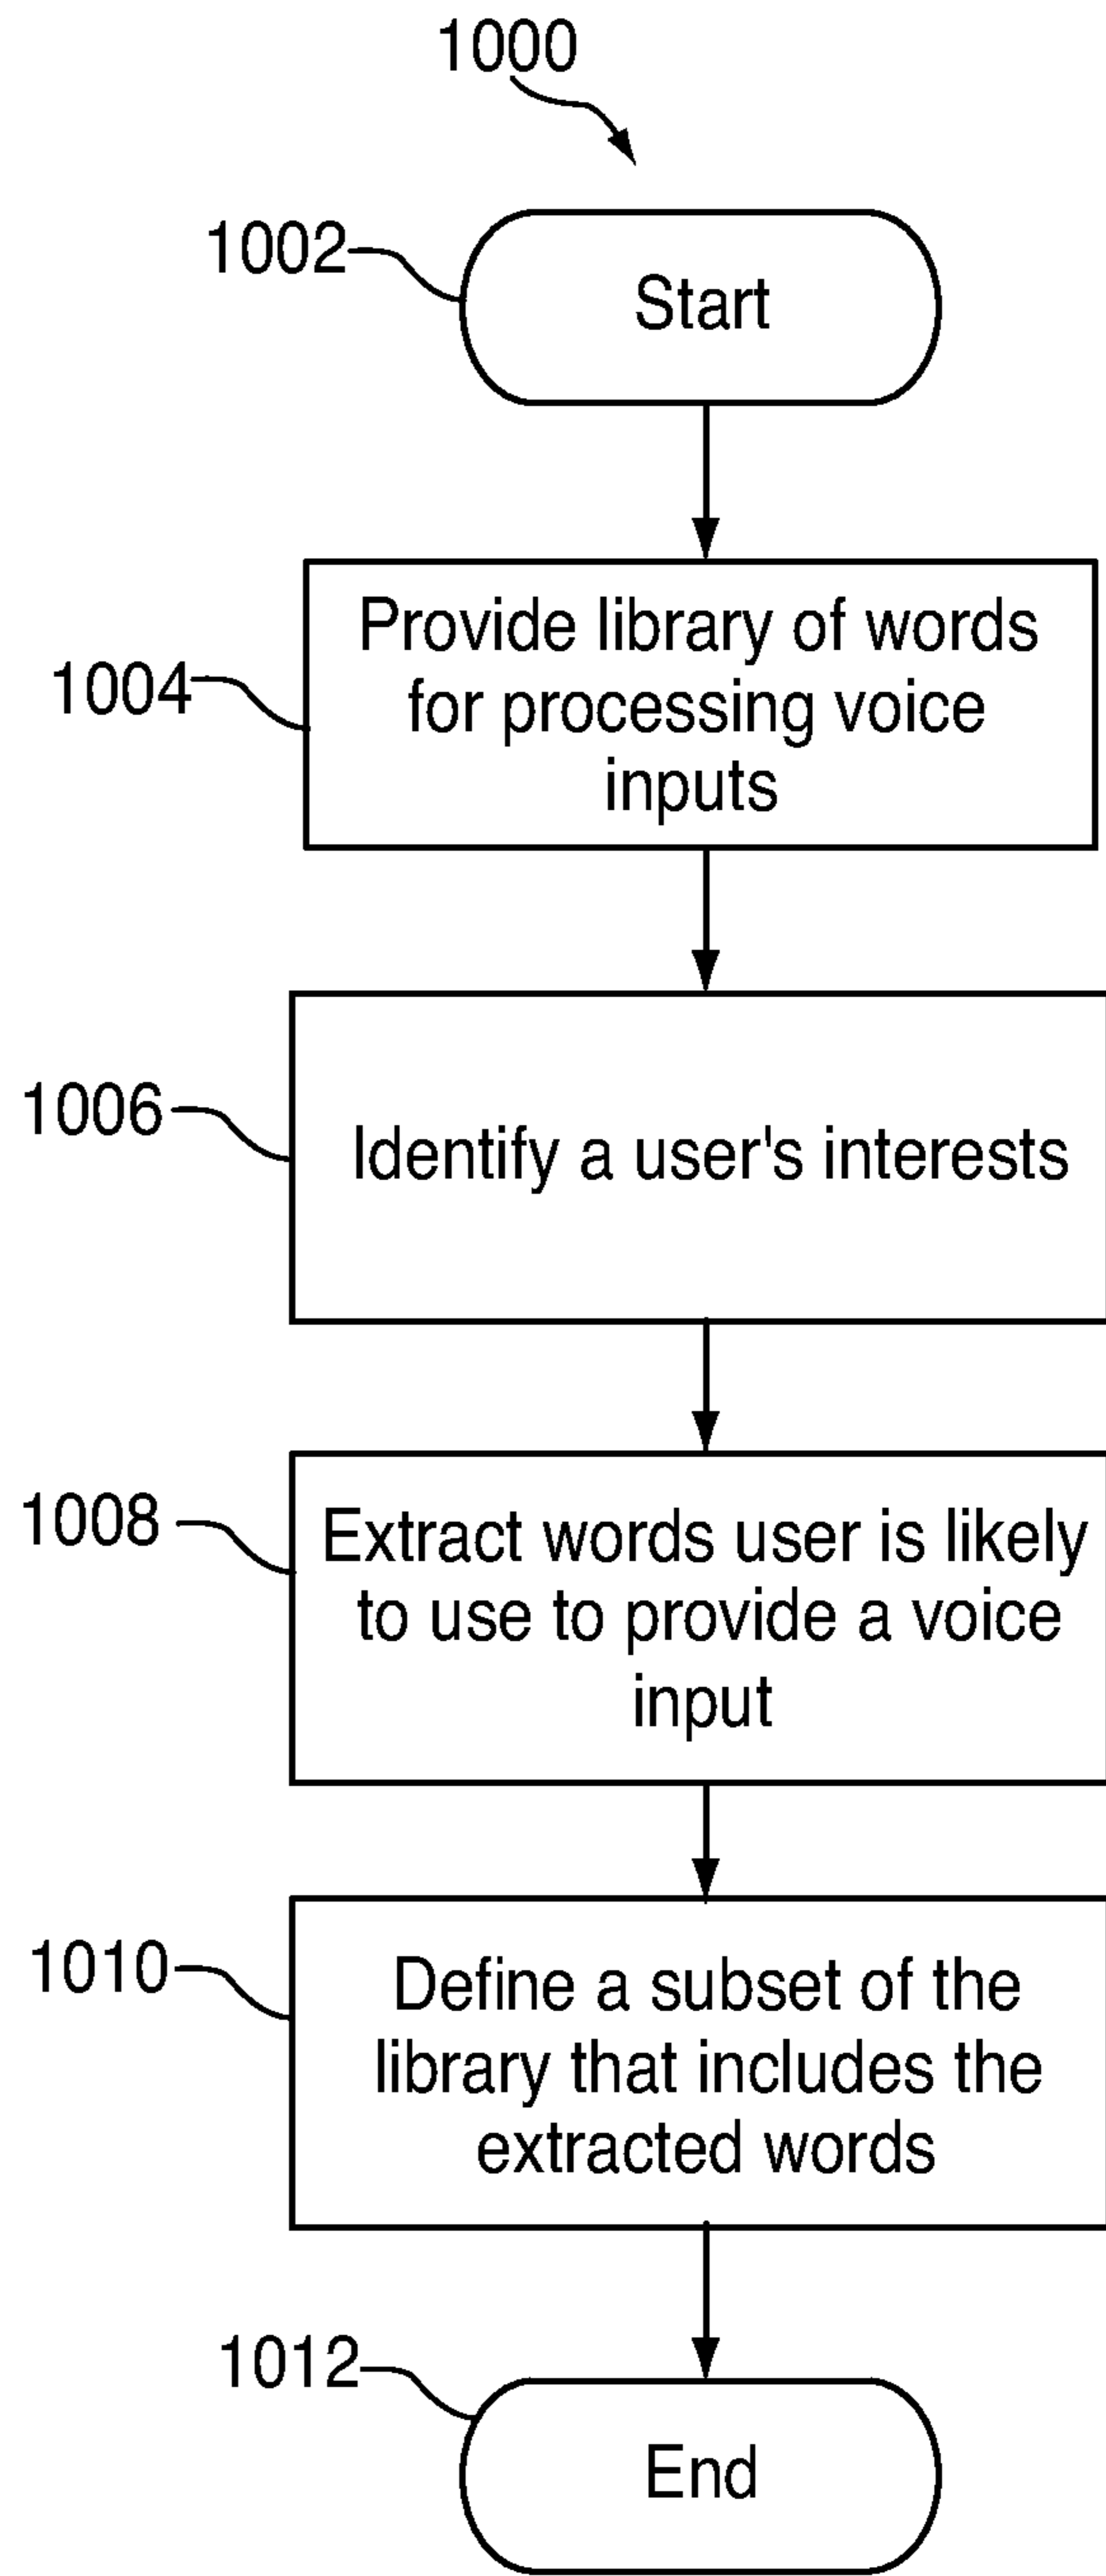 1000
1002
Start
1004
Provide library of words
for processing voice
inputs
1006
Identify a user's interests
1008
Extract words user is likely
to use to provide a voice
input
1010
Define a subset of the
library that includes the
extracted words
1012
End